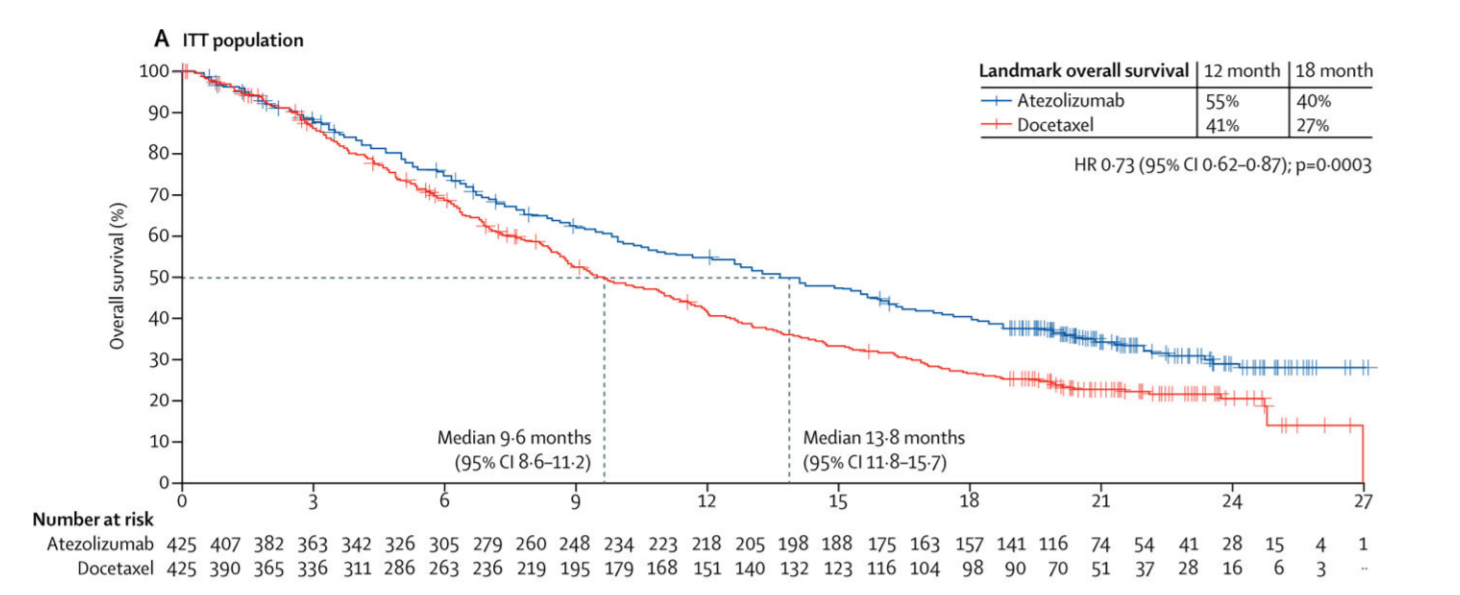 A ITT population
Landmark overall survival 12 month 18 month
Atezolizumab 55% 40%
Docetaxel 41% 27%
HR 0·73 (95% CI 0·62–0·87); p=0·0003
Overall survival (%)
100
90
80
70
60
50
40
30
20
10
0
Median 9·6 months
(95% CI 8·6–11·2)
Median 13·8 months
(95% CI 11·8–15·7)
0 3 6 9 12 15 18 21 24 27
Number at risk
Atezolizumab 425 407 382 363 342 326 305 279 260 248 234 223 218 205 198 188 175 163 157 141 116 74 54 41 28 15 4 1
Docetaxel 425 390 365 336 311 286 263 236 219 195 179 168 151 140 132 123 116 104 98 90 70 51 37 28 16 6 3 ··